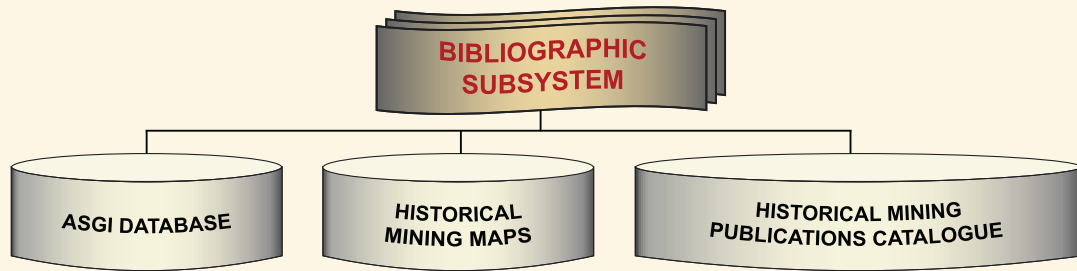 BIBLIOGRAPHIC
SUBSYSTEM
ASGI DATABASE
HISTORICAL
MINING MAPS
HISTORICAL MINING
PUBLICATIONS CATALOGUE